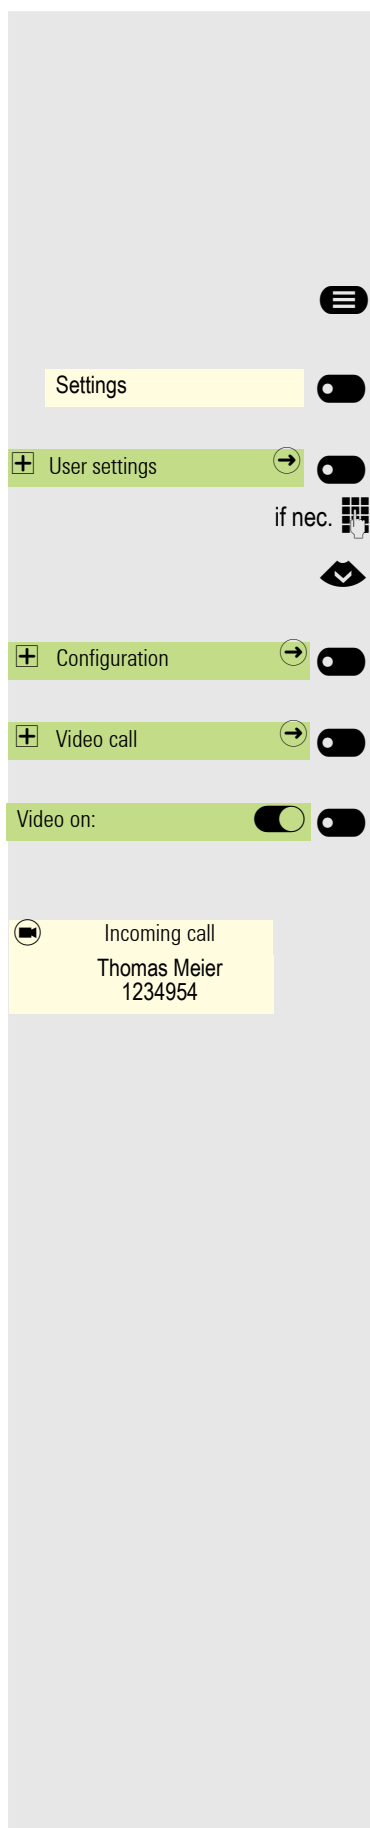 Settings
User settings
if nec.
Configuration
Video call
Video on:
Incoming call
Thomas Meier
1234954